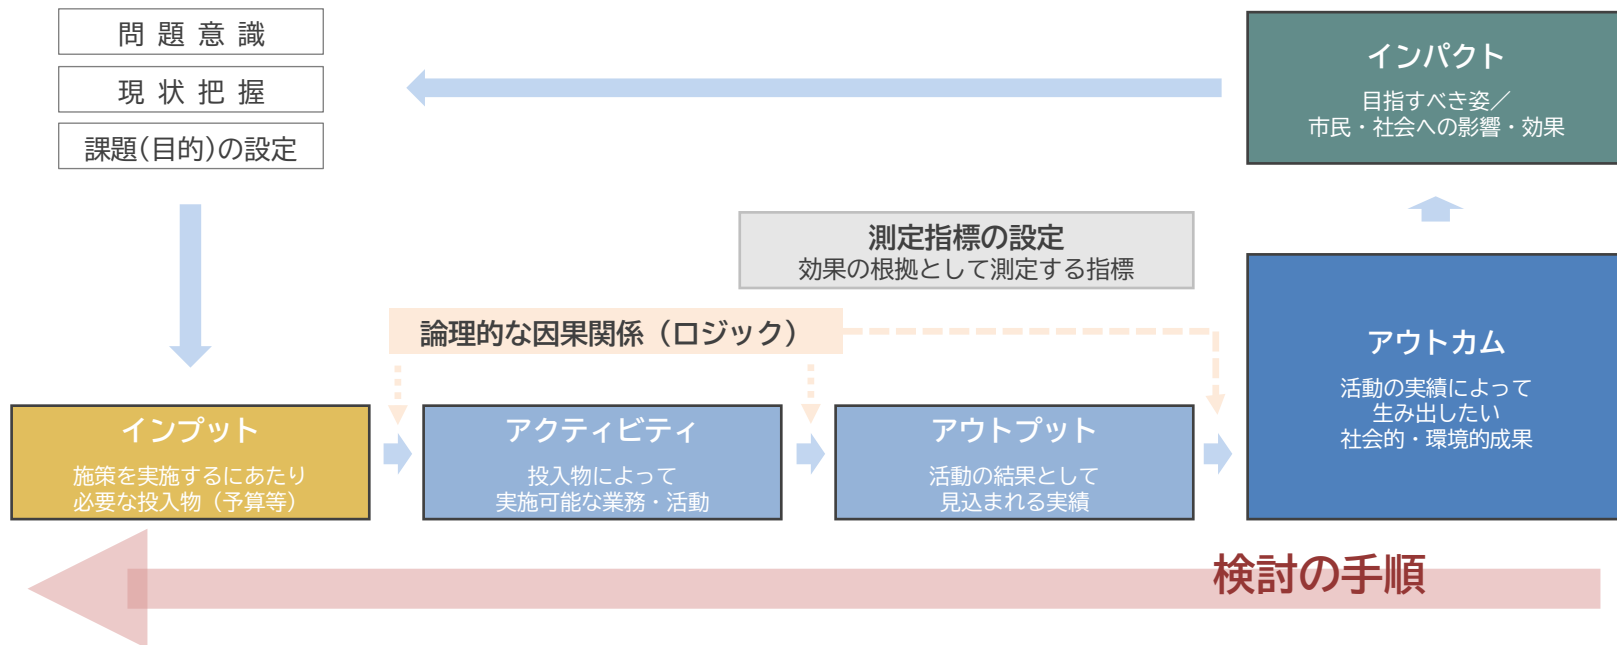 問題意識
現状把握
課題(目的)の設定
インパクト
目指すべき姿／
市民・社会への影響・効果
測定指標の設定
効果の根拠として測定する指標
論理的な因果関係（ロジック）
インプット
施策を実施するにあたり
必要な投入物（予算等）
アクティビティ
投入物によって
実施可能な業務・活動
アウトプット
活動の結果として
見込まれる実績
アウトカム
活動の実績によって
生み出したい
社会的・環境的成果
検討の手順